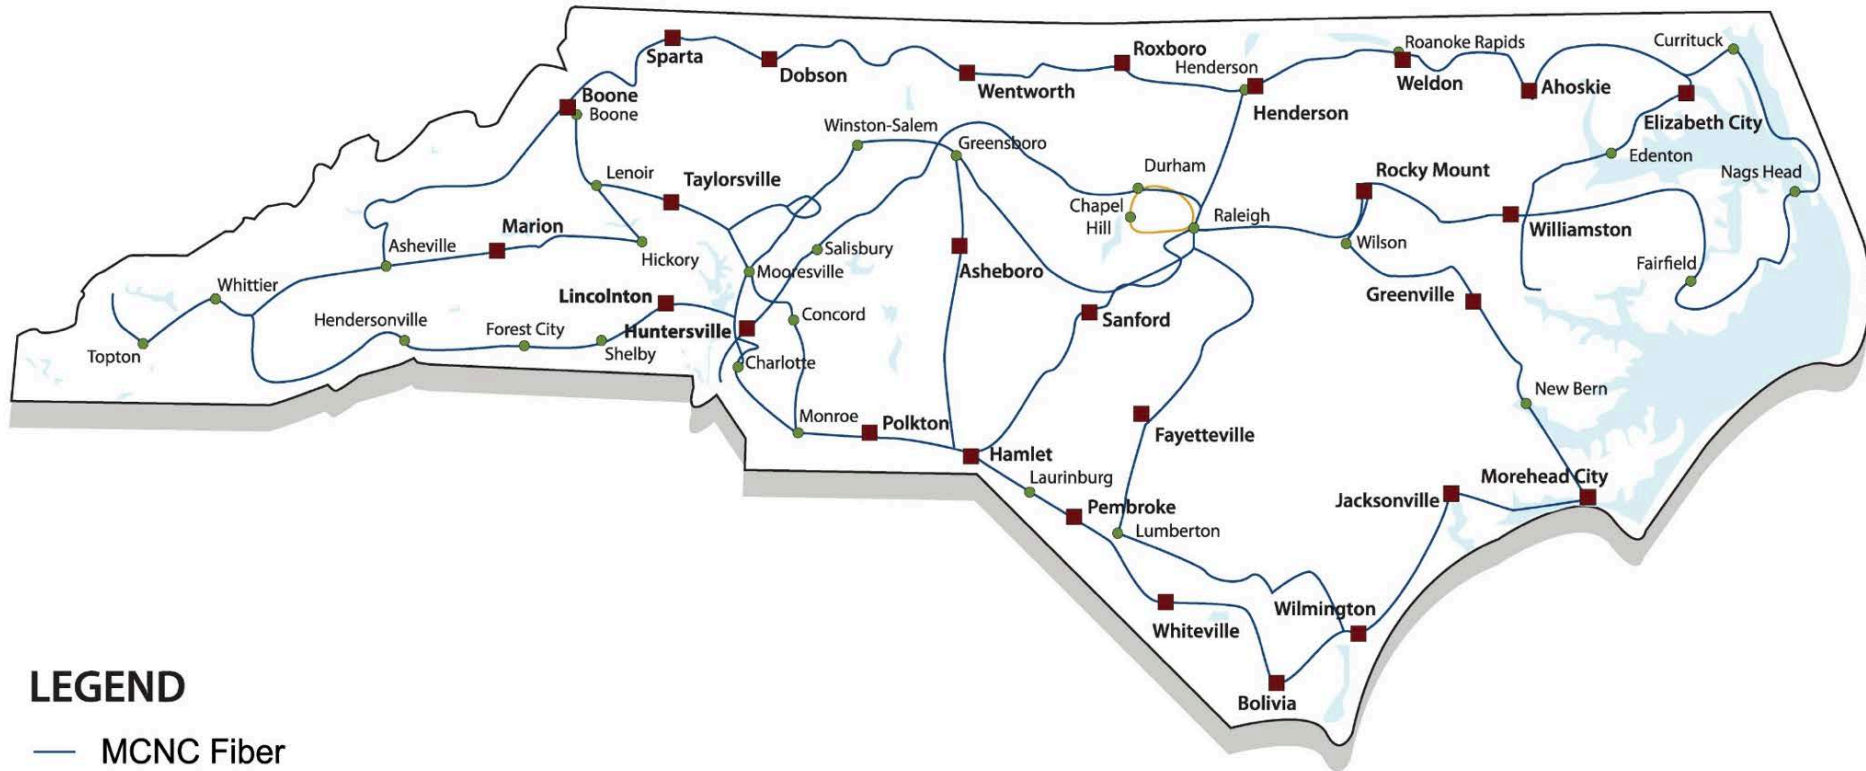 Sparta
Dobson
Wentworth
Roxboro
Henderson
Henderson
Roanoke Rapids
Weldon
Ahoskie
Currituck
Elizabeth City
Edenton
Nags Head
Boone
Boone
Winston-Salem
Greensboro
Durham
Chapel
Hill
Raleigh
Rocky Mount
Williamston
Wilson
Fairfield
Greenville
Lenoir
Taylorsville
Marion
Asheville
Hickory
Salisbury
Mooresville
Asheboro
Whittier
Lincolnton
Huntersville
Concord
Sanford
Topton
Hendersonville
Forest City
Shelby
Charlotte
Monroe
Polkton
Hamlet
Fayetteville
New Bern
Laurinburg
Pembroke
Lumberton
Jacksonville
Morehead City
Whiteville
Wilmington
Bolivia
LEGEND
MCNC Fiber